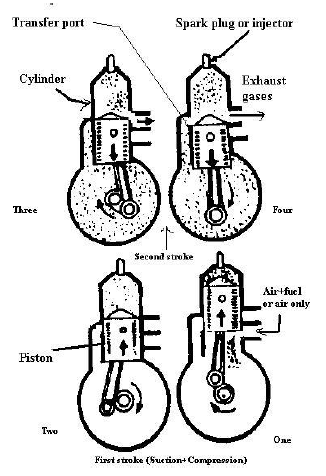 Transfer port
Spark plug or injector
Cylinder
Exhaust
gases
Three
Four
Second stroke
Air+fuel
or air only
Piston
Two
One
First stroke (Suction+Compression)